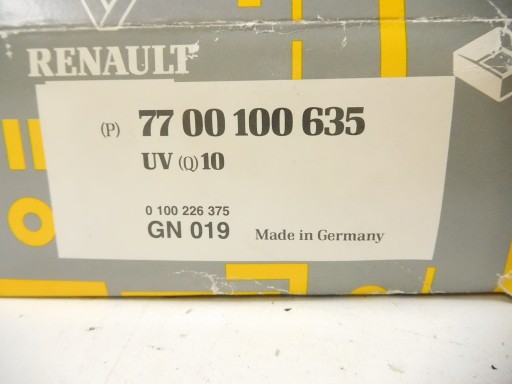 RENAULT
(P) 77 00 100 635
UV (Q) 10
0 100 226 375
GN 019 Made in Germany